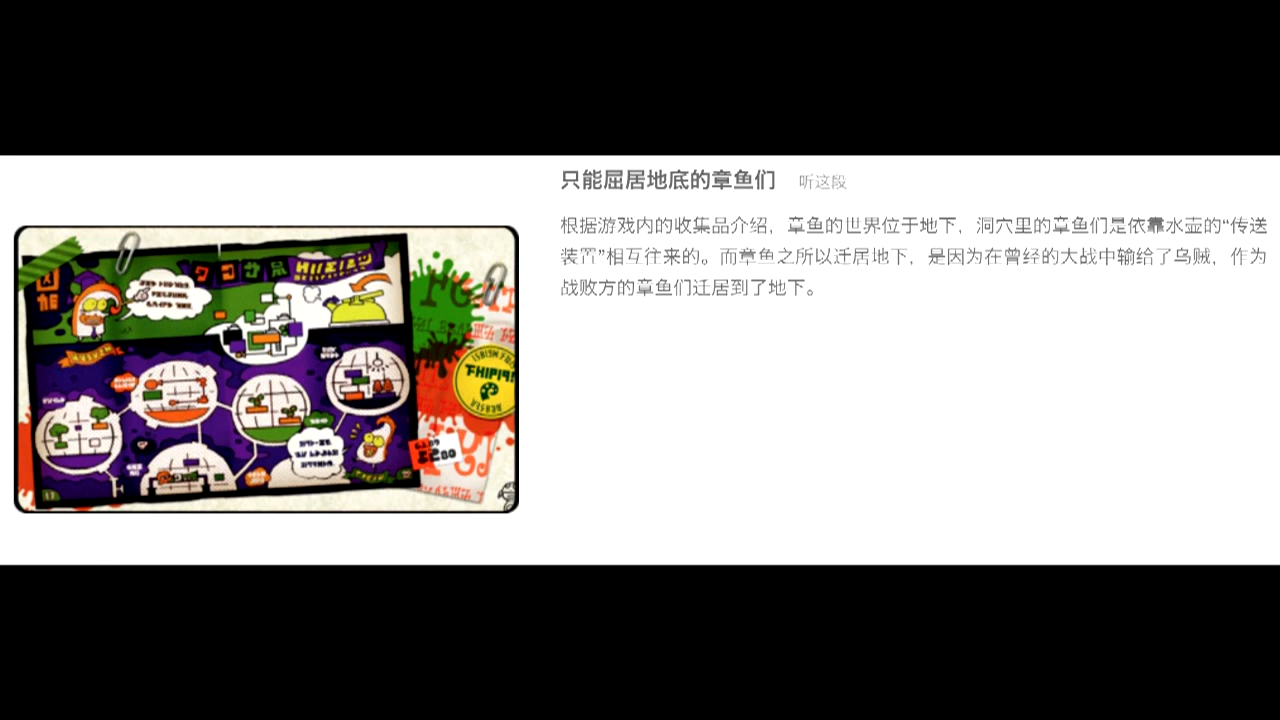 只能屈居地底的章鱼们 听这段
根据游戏内的收集品介绍，章鱼的世界位于地下，洞穴里的章鱼们是依靠水壶的“传送
装置”相互往来的。而章鱼之所以迁居地下，是因为在曾经的大战中输给了乌贼，作为
战败方的章鱼们迁居到了地下。